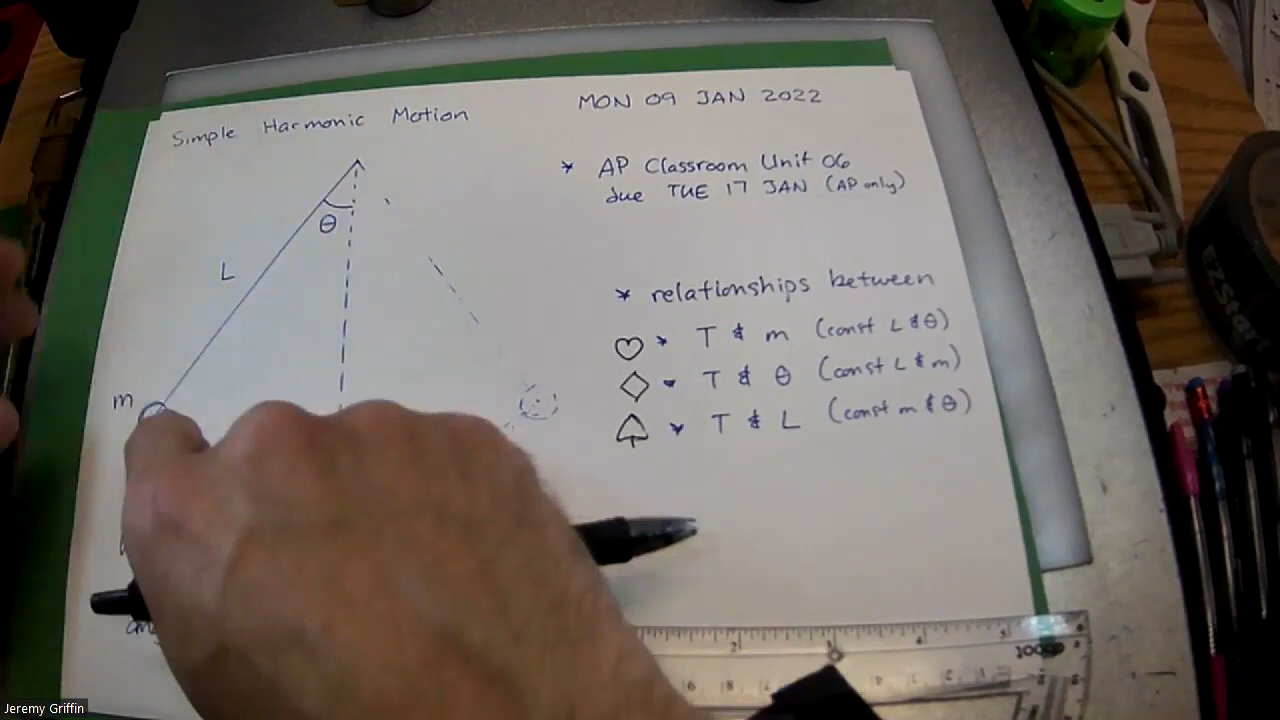 Simple Harmonic Motion
MON 09 JAN 2022
* AP Classroom Unit 06
due TUE 17 JAN (AP only)
θ
L
m
* relationships between
♡ * T & m (const L & θ)
◇ * T & θ (const L & m)
♤ * T & L (const m & θ)
EZStart
Jeremy Griffin